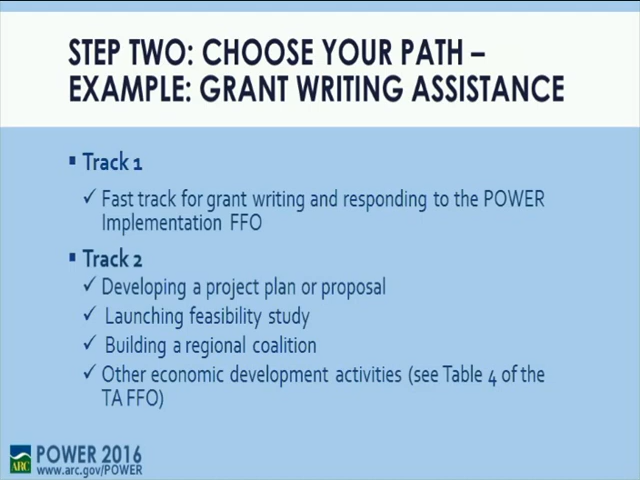 STEP TWO: CHOOSE YOUR PATH –
EXAMPLE: GRANT WRITING ASSISTANCE
▪ Track 1
✓ Fast track for grant writing and responding to the POWER
Implementation FFO
▪ Track 2
✓ Developing a project plan or proposal
✓ Launching feasibility study
✓ Building a regional coalition
✓ Other economic development activities (see Table 4 of the
TA FFO)
ARC
POWER 2016
www.arc.gov/POWER